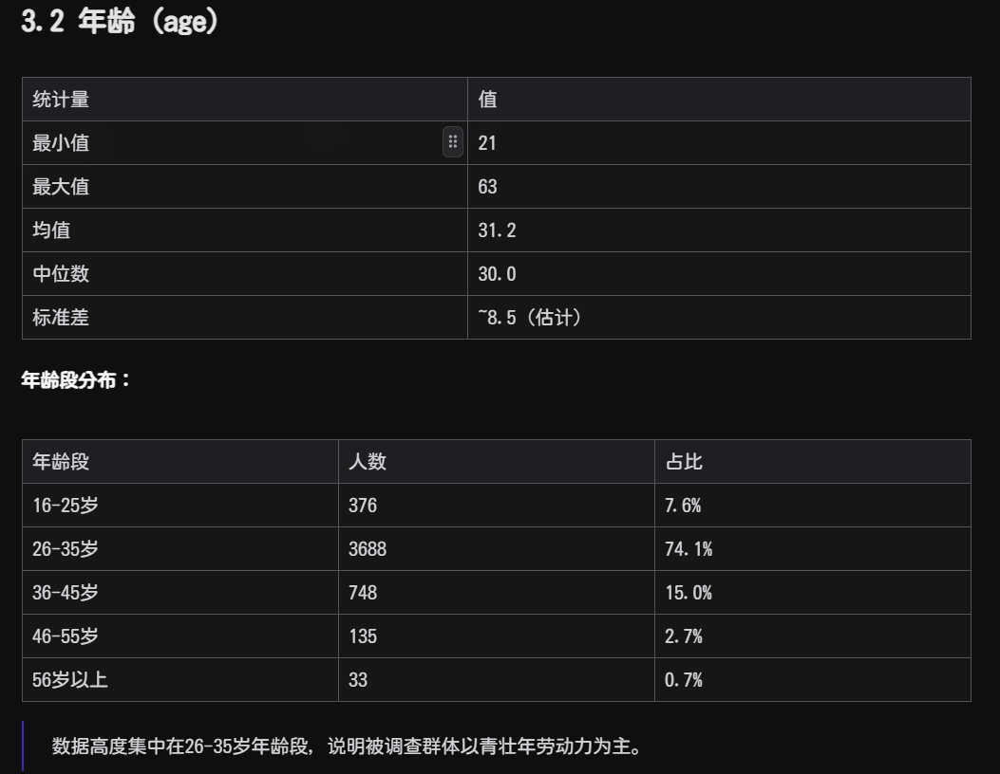 3.2 年龄（age）
统计量 值
最小值 21
最大值 63
均值 31.2
中位数 30.0
标准差 ~8.5（估计）
年龄段分布：
年龄段 人数 占比
16-25岁 376 7.6%
26-35岁 3688 74.1%
36-45岁 748 15.0%
46-55岁 135 2.7%
56岁以上 33 0.7%
数据高度集中在26-35岁年龄段，说明被调查群体以青壮年劳动力为主。